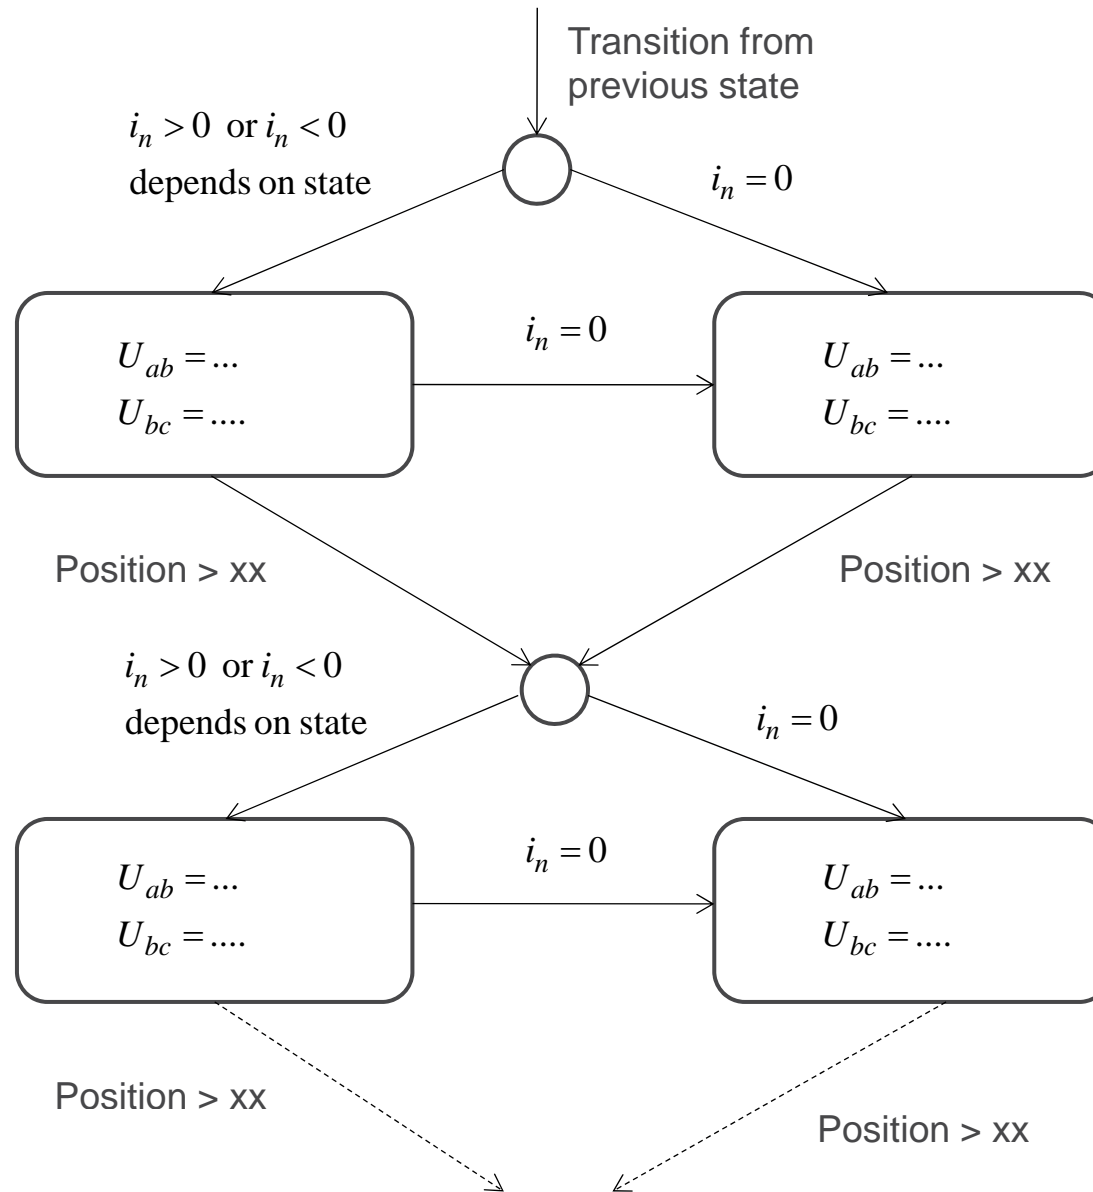 Transition from
previous state
i_n > 0 or i_n < 0
depends on state
i_n = 0
U_ab = ...
U_bc = ....
i_n = 0
U_ab = ...
U_bc = ....
Position > xx
Position > xx
i_n > 0 or i_n < 0
depends on state
i_n = 0
U_ab = ...
U_bc = ....
i_n = 0
U_ab = ...
U_bc = ....
Position > xx
Position > xx